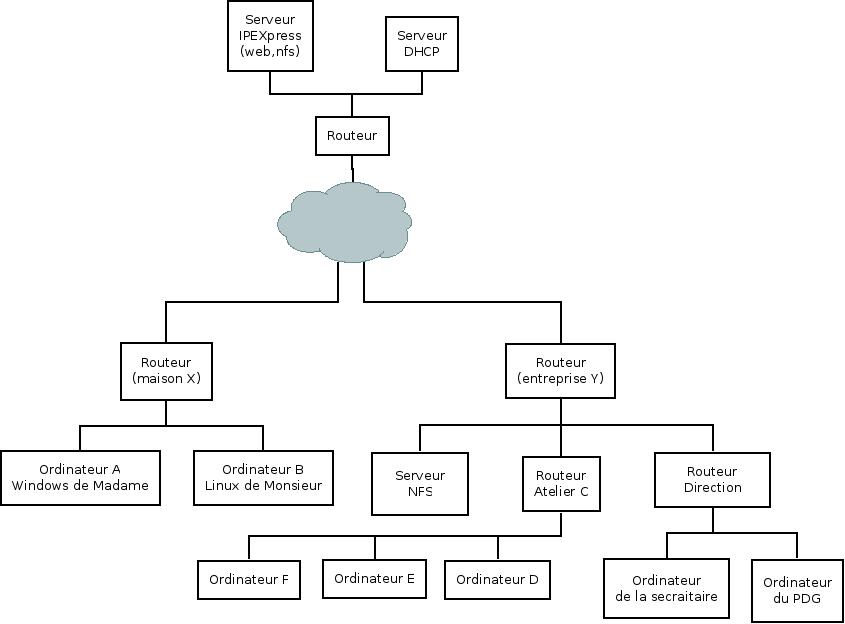 Serveur
IPEXpress
(web,nfs)
Serveur
DHCP
Routeur
Routeur
(maison X)
Routeur
(entreprise Y)
Ordinateur A
Windows de Madame
Ordinateur B
Linux de Monsieur
Serveur
NFS
Routeur
Atelier C
Routeur
Direction
Ordinateur F
Ordinateur E
Ordinateur D
Ordinateur
de la secraitaire
Ordinateur
du PDG